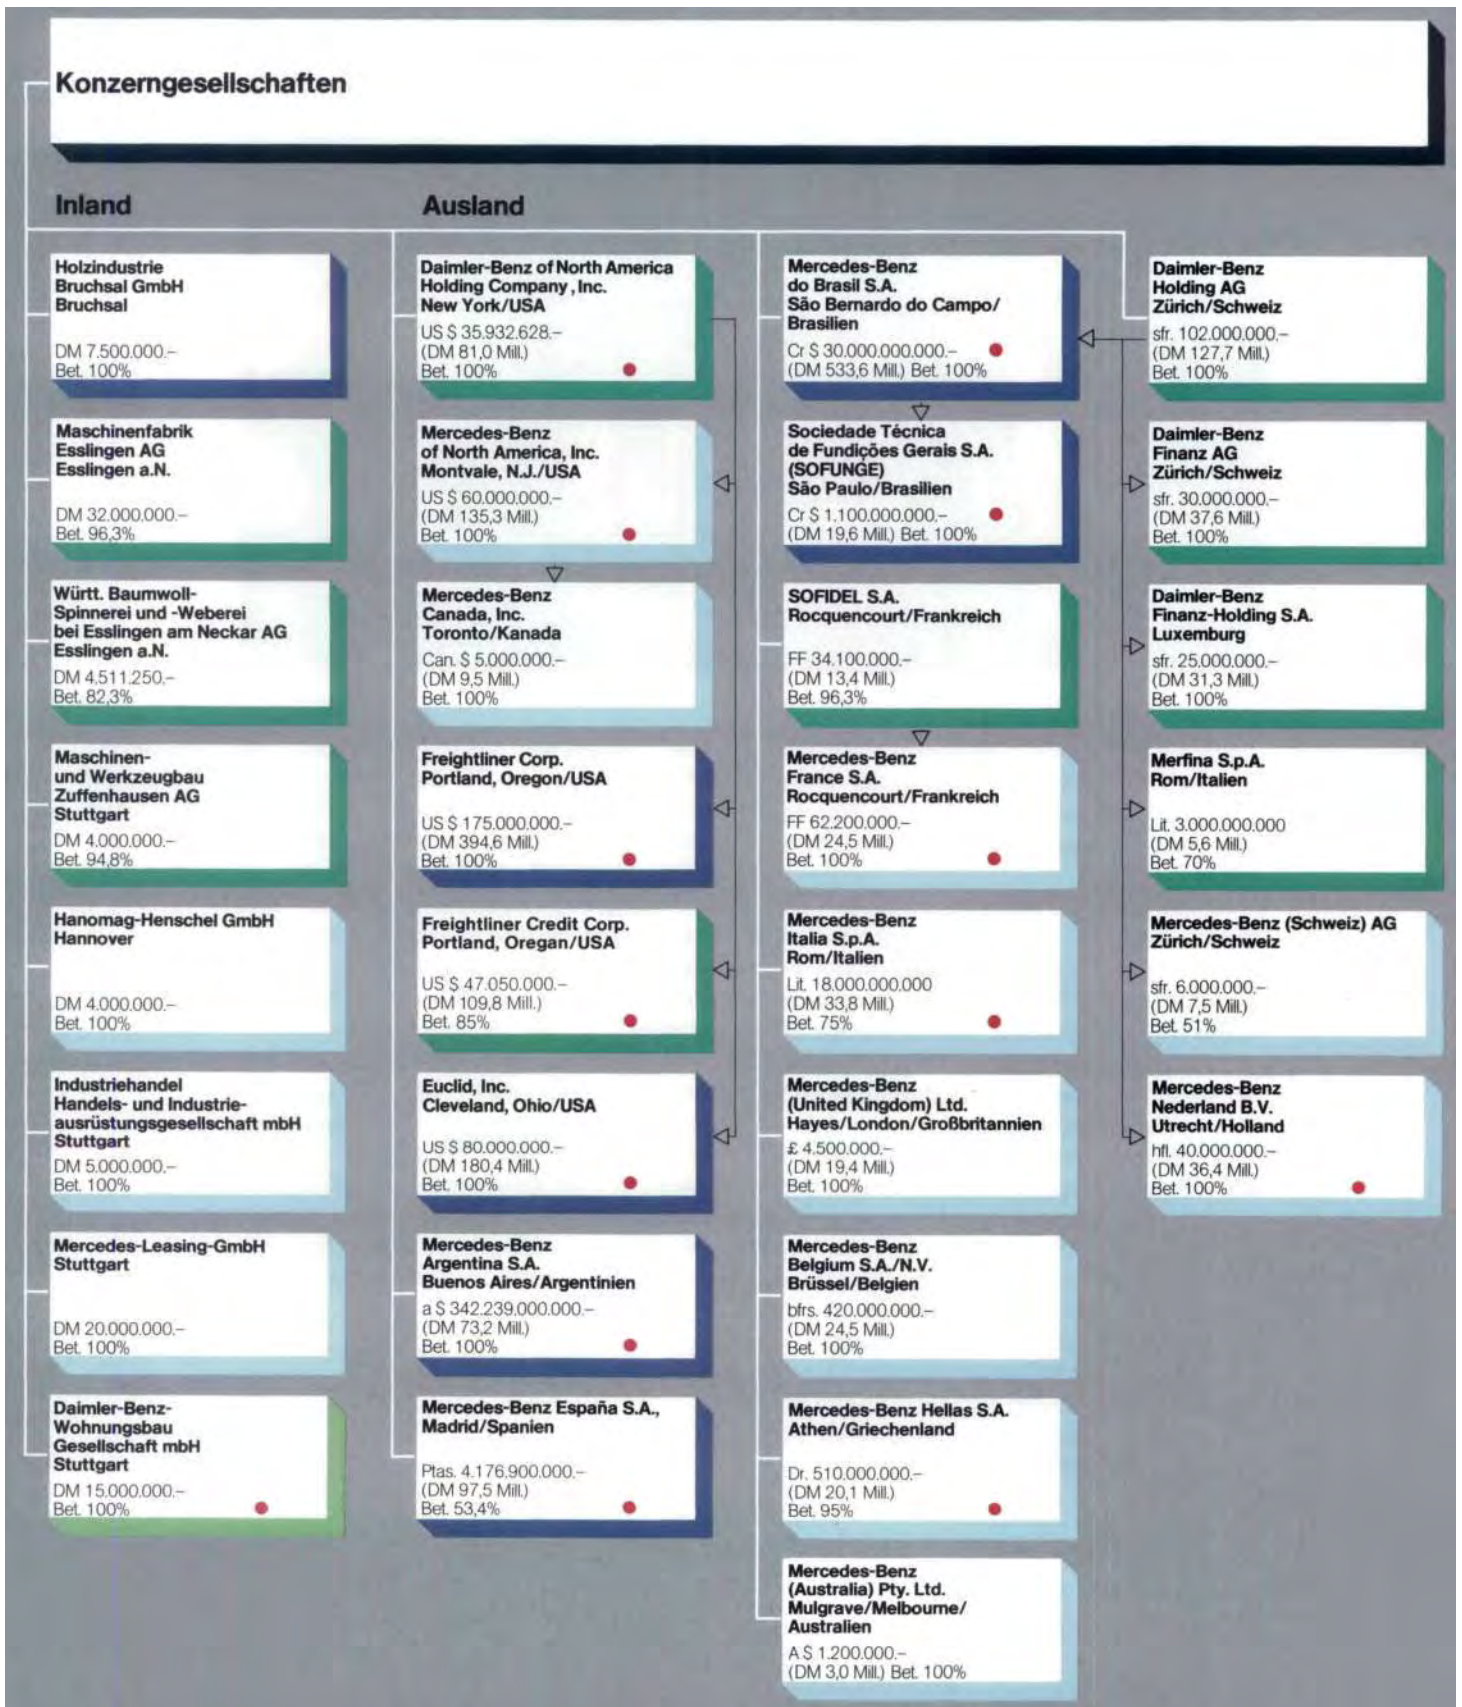 Konzerngesellschaften
Inland
Holzindustrie
Bruchsal GmbH
Bruchsal
DM 7.500.000.–
Bet. 100%
Maschinenfabrik
Esslingen AG
Esslingen a.N.
DM 32.000.000.–
Bet. 96,3%
Württ. Baumwoll-
Spinnerei und -Weberei
bei Esslingen am Neckar AG
Esslingen a.N.
DM 4.511.250.–
Bet. 82,3%
Maschinen-
und Werkzeugbau
Zuffenhausen AG
Stuttgart
DM 4.000.000.–
Bet. 94,8%
Hanomag-Henschel GmbH
Hannover
DM 4.000.000.–
Bet. 100%
Industriehandel
Handels- und Industrie-
ausrüstungsgesellschaft mbH
Stuttgart
DM 5.000.000.–
Bet. 100%
Mercedes-Leasing-GmbH
Stuttgart
DM 20.000.000.–
Bet. 100%
Daimler-Benz-
Wohnungsbau
Gesellschaft mbH
Stuttgart
DM 15.000.000.–
Bet. 100%
Ausland
Daimler-Benz of North America
Holding Company, Inc.
New York/USA
US $ 35.932.628.–
(DM 81,0 Mill.)
Bet. 100%
Mercedes-Benz
of North America, Inc.
Montvale, N.J./USA
US $ 60.000.000.–
(DM 135,3 Mill.)
Bet. 100%
Mercedes-Benz
Canada, Inc.
Toronto/Kanada
Can. $ 5.000.000.–
(DM 9,5 Mill.)
Bet. 100%
Freightliner Corp.
Portland, Oregon/USA
US $ 175.000.000.–
(DM 394,6 Mill.)
Bet. 100%
Freightliner Credit Corp.
Portland, Oregan/USA
US $ 47.050.000.–
(DM 109,8 Mill.)
Bet. 85%
Euclid, Inc.
Cleveland, Ohio/USA
US $ 80.000.000.–
(DM 180,4 Mill.)
Bet. 100%
Mercedes-Benz
Argentina S.A.
Buenos Aires/Argentinien
a $ 342.239.000.000.–
(DM 73,2 Mill.)
Bet. 100%
Mercedes-Benz España S.A.,
Madrid/Spanien
Ptas. 4.176.900.000.–
(DM 97,5 Mill.)
Bet. 53,4%
Mercedes-Benz
do Brasil S.A.
São Bernardo do Campo/
Brasilien
Cr $ 30.000.000.000.–
(DM 533,6 Mill.) Bet. 100%
Sociedade Técnica
de Fundições Gerais S.A.
(SOFUNGE)
São Paulo/Brasilien
Cr $ 1.100.000.000.–
(DM 19,6 Mill.) Bet. 100%
SOFIDEL S.A.
Rocquencourt/Frankreich
FF 34.100.000.–
(DM 13,4 Mill.)
Bet. 96,3%
Mercedes-Benz
France S.A.
Rocquencourt/Frankreich
FF 62.200.000.–
(DM 24,5 Mill.)
Bet. 100%
Mercedes-Benz
Italia S.p.A.
Rom/Italien
Lit. 18.000.000.000
(DM 33,8 Mill.)
Bet. 75%
Mercedes-Benz
(United Kingdom) Ltd.
Hayes/London/Großbritannien
£ 4.500.000.–
(DM 19,4 Mill.)
Bet. 100%
Mercedes-Benz
Belgium S.A./N.V.
Brüssel/Belgien
bfrs. 420.000.000.–
(DM 24,5 Mill.)
Bet. 100%
Mercedes-Benz Hellas S.A.
Athen/Griechenland
Dr. 510.000.000.–
(DM 20,1 Mill.)
Bet. 95%
Mercedes-Benz
(Australia) Pty. Ltd.
Mulgrave/Melbourne/
Australien
A $ 1.200.000.–
(DM 3,0 Mill.) Bet. 100%
Daimler-Benz
Holding AG
Zürich/Schweiz
sfr. 102.000.000.–
(DM 127,7 Mill.)
Bet. 100%
Daimler-Benz
Finanz AG
Zürich/Schweiz
sfr. 30.000.000.–
(DM 37,6 Mill.)
Bet. 100%
Daimler-Benz
Finanz-Holding S.A.
Luxemburg
sfr. 25.000.000.–
(DM 31,3 Mill.)
Bet. 100%
Merfina S.p.A.
Rom/Italien
Lit. 3.000.000.000
(DM 5,6 Mill.)
Bet. 70%
Mercedes-Benz (Schweiz) AG
Zürich/Schweiz
sfr. 6.000.000.–
(DM 7,5 Mill.)
Bet. 51%
Mercedes-Benz
Nederland B.V.
Utrecht/Holland
hfl. 40.000.000.–
(DM 36,4 Mill.)
Bet. 100%